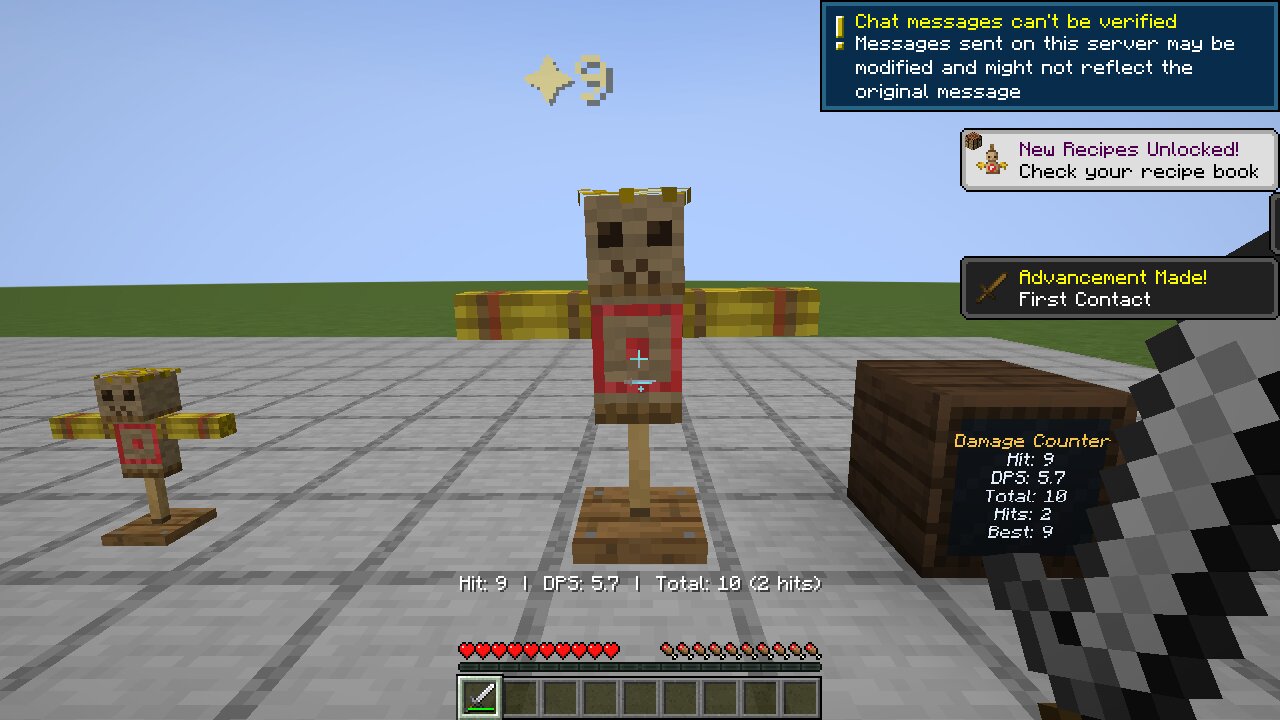 Chat messages can't be verified
Messages sent on this server may be
modified and might not reflect the
original message
9
New Recipes Unlocked!
Check your recipe book
Advancement Made!
First Contact
Damage Counter
Hit: 9
DPS: 5.7
Total: 10
Hits: 2
Best: 9
Hit: 9 | DPS: 5.7 | Total: 10 (2 hits)